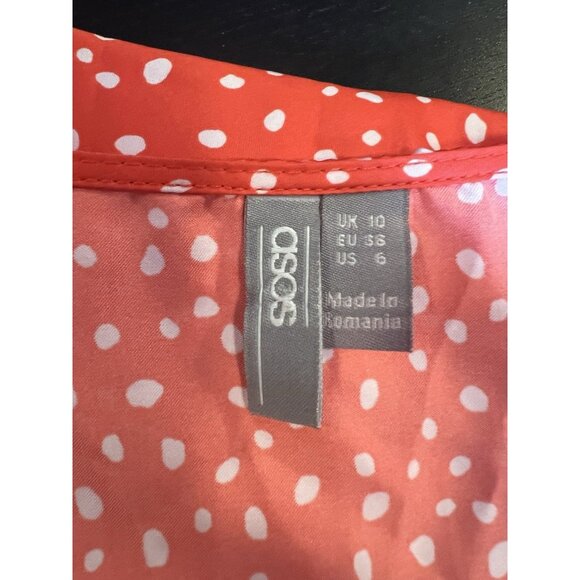 asos
UK 10
EU 38
US 6
Made in
Romania